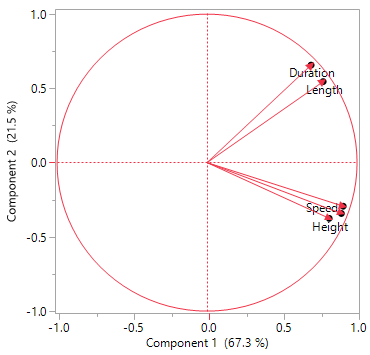 1.0
0.5
0.0
-0.5
-1.0
Component 2 (21.5 %)
Duration
Length
Speed
Height
-1.0 -0.5 0.0 0.5 1.0
Component 1 (67.3 %)